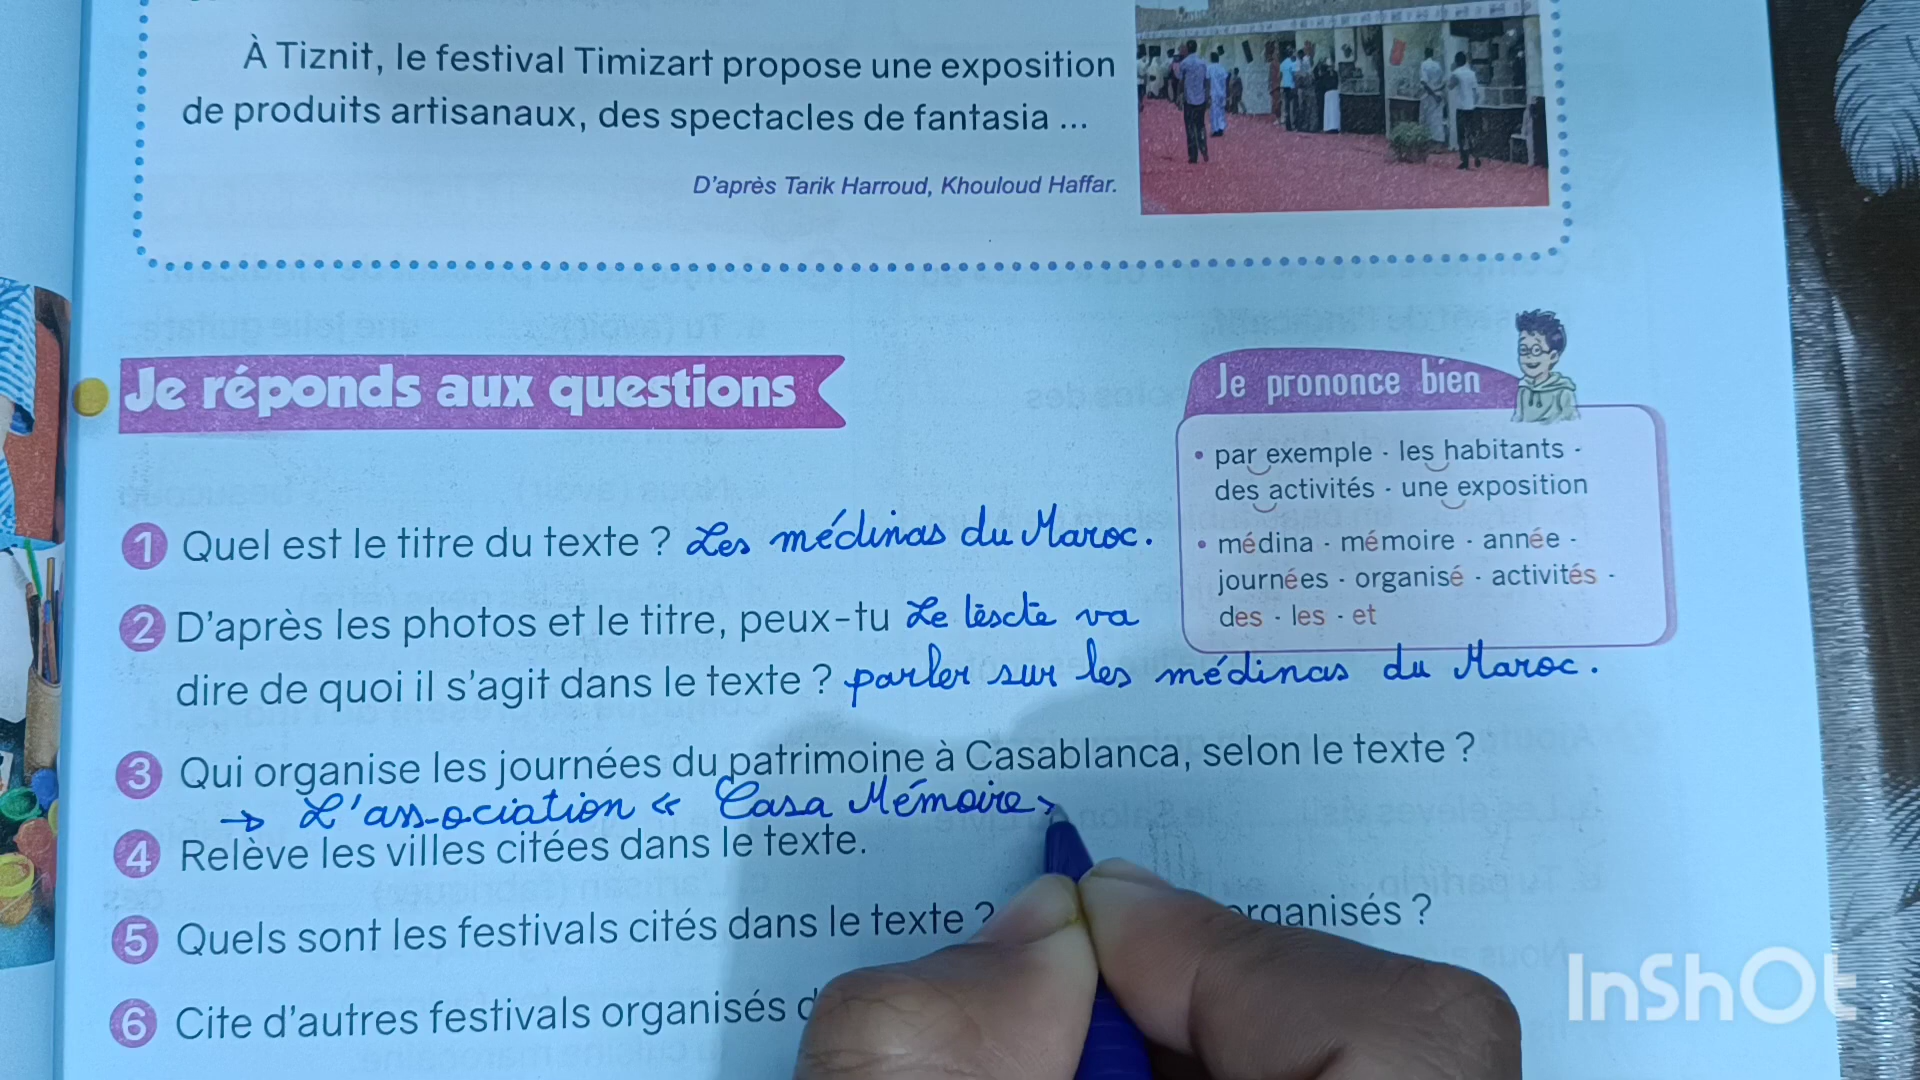 À Tiznit, le festival Timizart propose une exposition
de produits artisanaux, des spectacles de fantasia ...
D'après Tarik Harroud, Khouloud Haffar.
Je réponds aux questions
Je prononce bien
• par exemple - les habitants -
des activités - une exposition
• médina - mémoire - année -
journées - organisé - activités -
des - les - et
1 Quel est le titre du texte ? Les médinas du Maroc.
2 D'après les photos et le titre, peux-tu Le texcte va
dire de quoi il s'agit dans le texte ? parler sur les médinas du Maroc.
3 Qui organise les journées du patrimoine à Casablanca, selon le texte ?
→ L'association « Casa Mémoire >
4 Relève les villes citées dans le texte.
5 Quels sont les festivals cités dans le texte ? organisés ?
6 Cite d'autres festivals organisés
InShOt